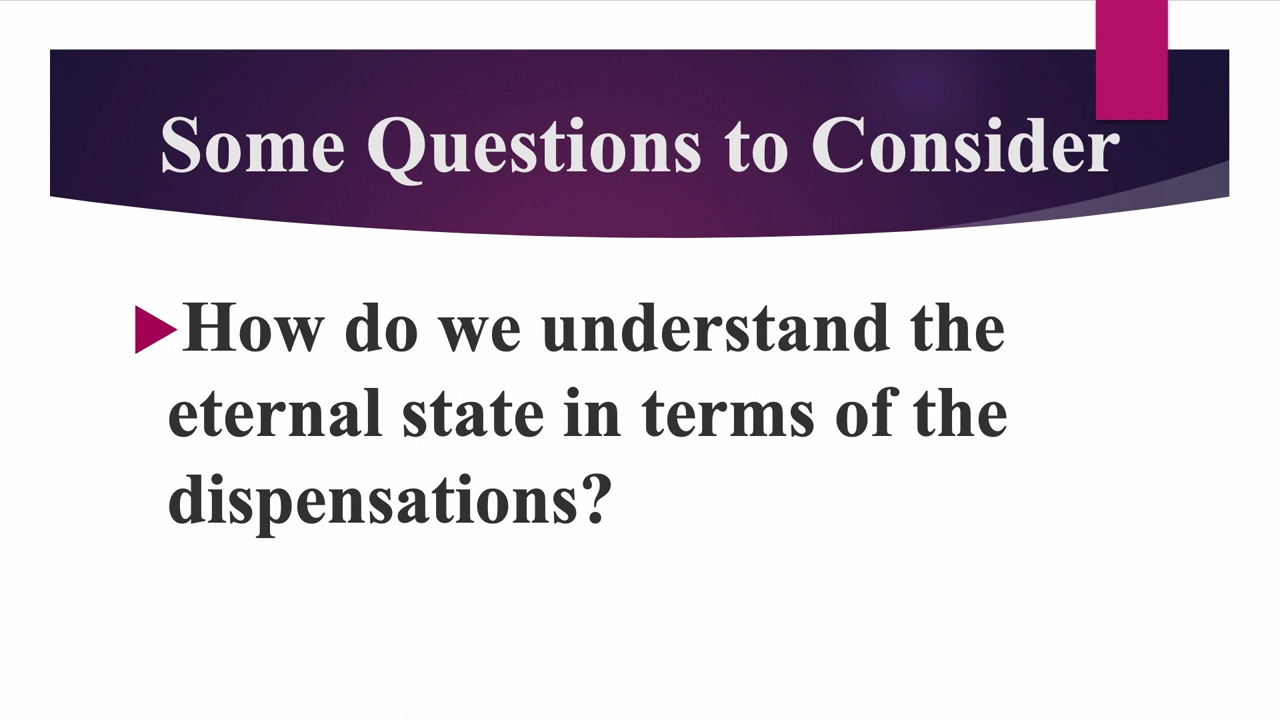 Some Questions to Consider
How do we understand the
eternal state in terms of the
dispensations?